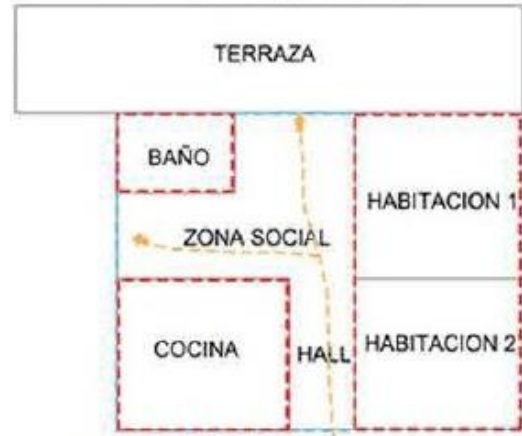 TERRAZA
BAÑO
HABITACION 1
ZONA SOCIAL
COCINA
HALL
HABITACION 2